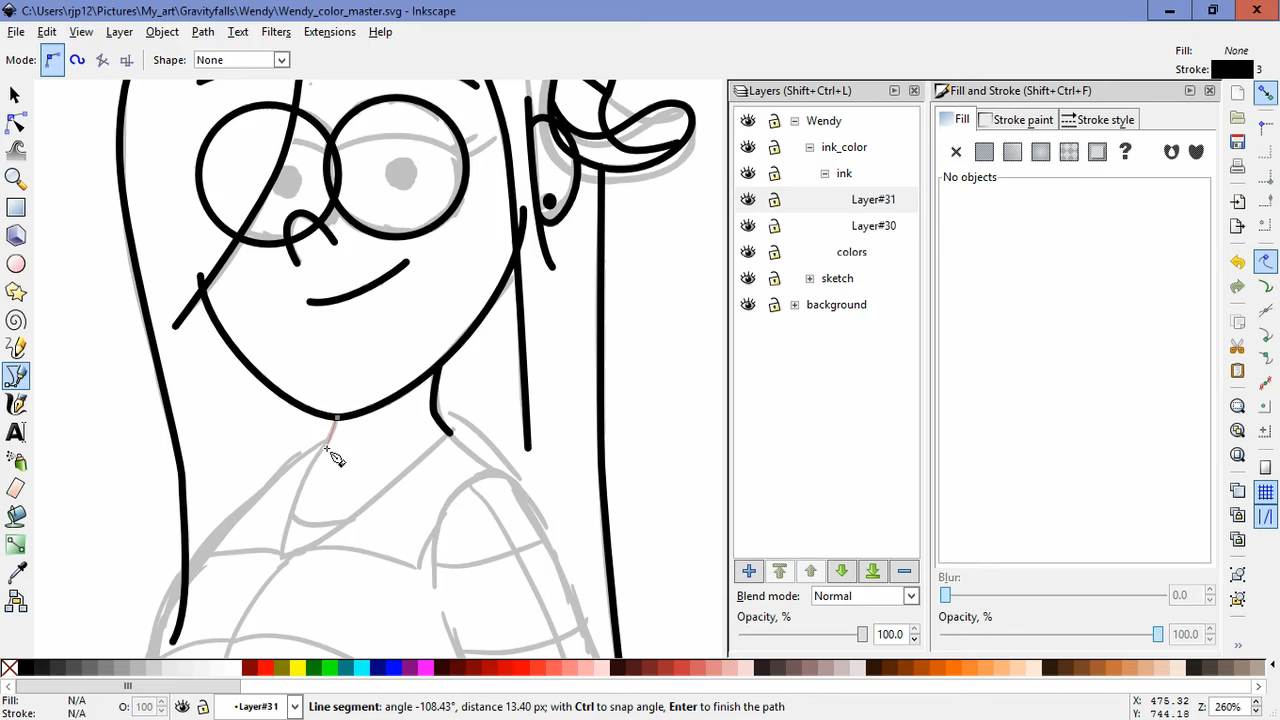 C:\Users\rjp12\Pictures\My_art\Gravityfalls\Wendy\Wendy_color_master.svg - Inkscape
File Edit View Layer Object Path Text Filters Extensions Help
Mode: Shape: None
Fill: None
Stroke: 3
Layers (Shift+Ctrl+L)
Wendy
ink_color
ink
Layer#31
Layer#30
colors
sketch
background
Blend mode: Normal
Opacity, %
100.0
Fill and Stroke (Shift+Ctrl+F)
Fill Stroke paint Stroke style
?
No objects
Blur:
0.0
Opacity, %
100.0
Fill: N/A
Stroke: N/A
O: 100
•Layer#31
Line segment: angle -108.43°, distance 13.40 px; with Ctrl to snap angle, Enter to finish the path
X: 475.32
Y: 744.18
Z: 260%